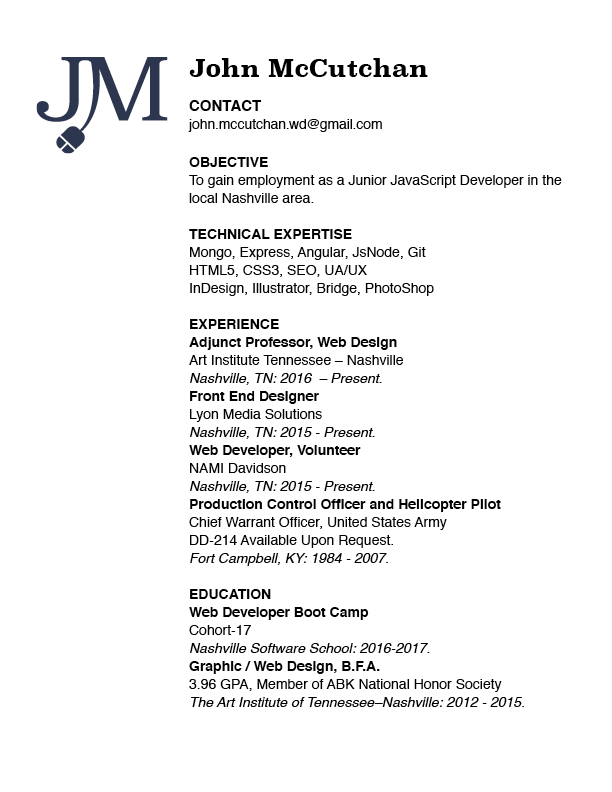 JM
John McCutchan
CONTACT
john.mccutchan.wd@gmail.com
OBJECTIVE
To gain employment as a Junior JavaScript Developer in the
local Nashville area.
TECHNICAL EXPERTISE
Mongo, Express, Angular, JsNode, Git
HTML5, CSS3, SEO, UA/UX
InDesign, Illustrator, Bridge, PhotoShop
EXPERIENCE
Adjunct Professor, Web Design
Art Institute Tennessee – Nashville
Nashville, TN: 2016 – Present.
Front End Designer
Lyon Media Solutions
Nashville, TN: 2015 - Present.
Web Developer, Volunteer
NAMI Davidson
Nashville, TN: 2015 - Present.
Production Control Officer and Helicopter Pilot
Chief Warrant Officer, United States Army
DD-214 Available Upon Request.
Fort Campbell, KY: 1984 - 2007.
EDUCATION
Web Developer Boot Camp
Cohort-17
Nashville Software School: 2016-2017.
Graphic / Web Design, B.F.A.
3.96 GPA, Member of ABK National Honor Society
The Art Institute of Tennessee–Nashville: 2012 - 2015.